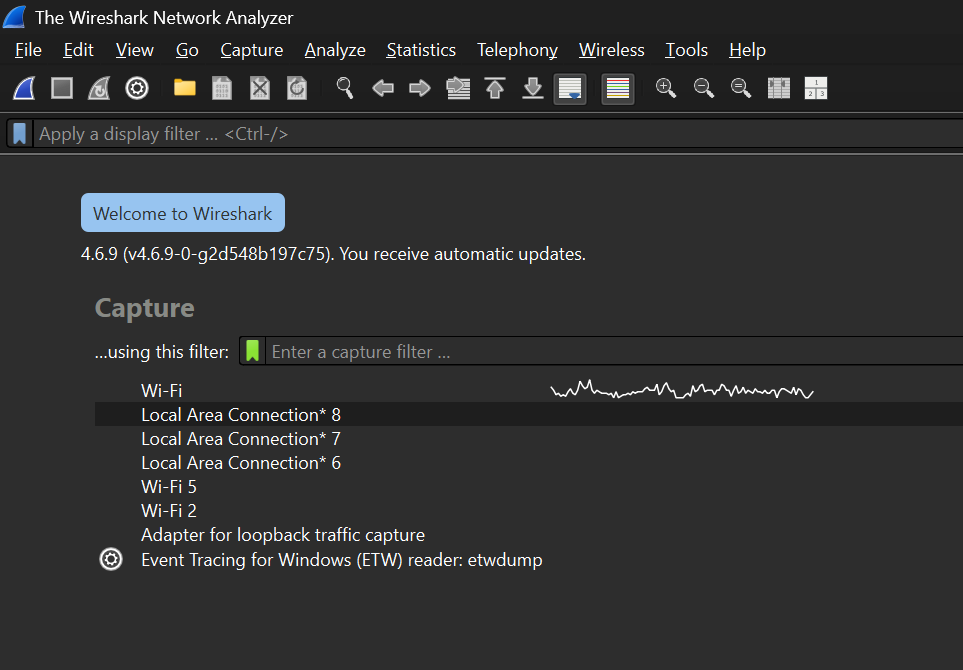 The Wireshark Network Analyzer
File Edit View Go Capture Analyze Statistics Telephony Wireless Tools Help
Apply a display filter ... <Ctrl-/>
Welcome to Wireshark
4.6.9 (v4.6.9-0-g2d548b197c75). You receive automatic updates.
Capture
...using this filter: Enter a capture filter ...
Wi-Fi
Local Area Connection* 8
Local Area Connection* 7
Local Area Connection* 6
Wi-Fi 5
Wi-Fi 2
Adapter for loopback traffic capture
Event Tracing for Windows (ETW) reader: etwdump